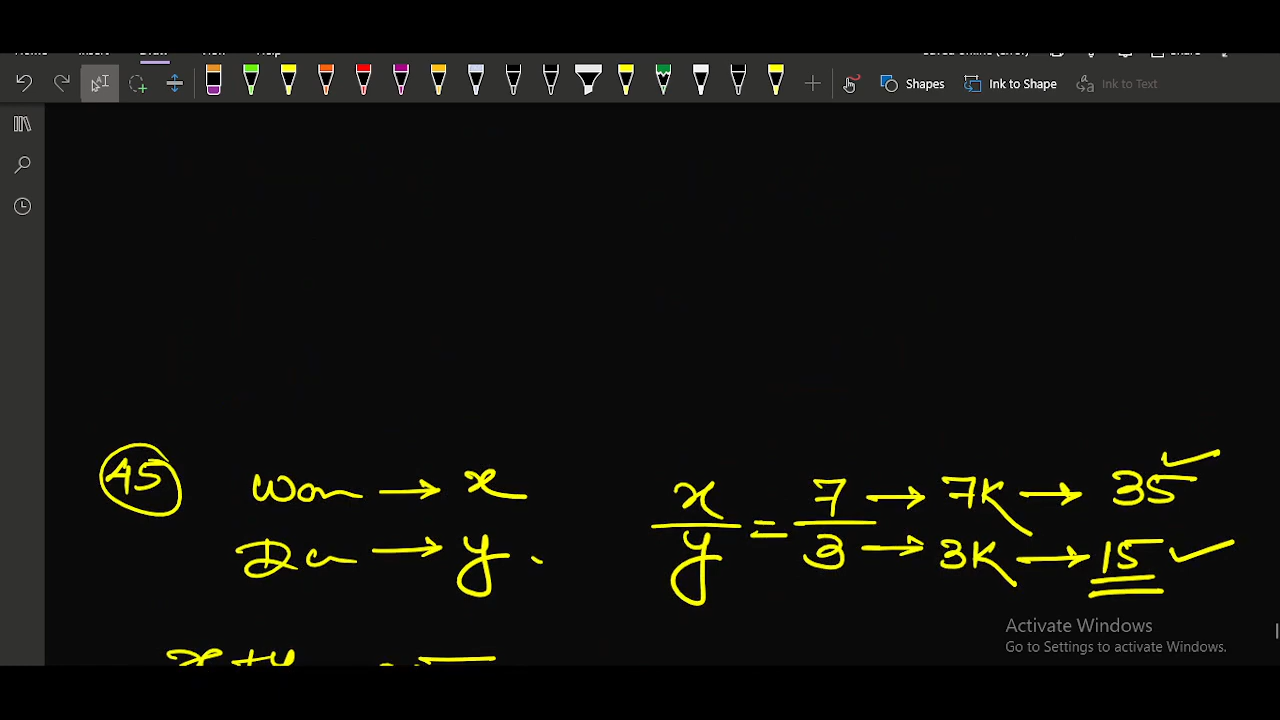 Shapes
Ink to Shape
Ink to Text
45 Won → x
y .
x/y = 7/3 → 7K → 35 ✓
→ 3K → 15 ✓
x+y
Activate Windows
Go to Settings to activate Windows.